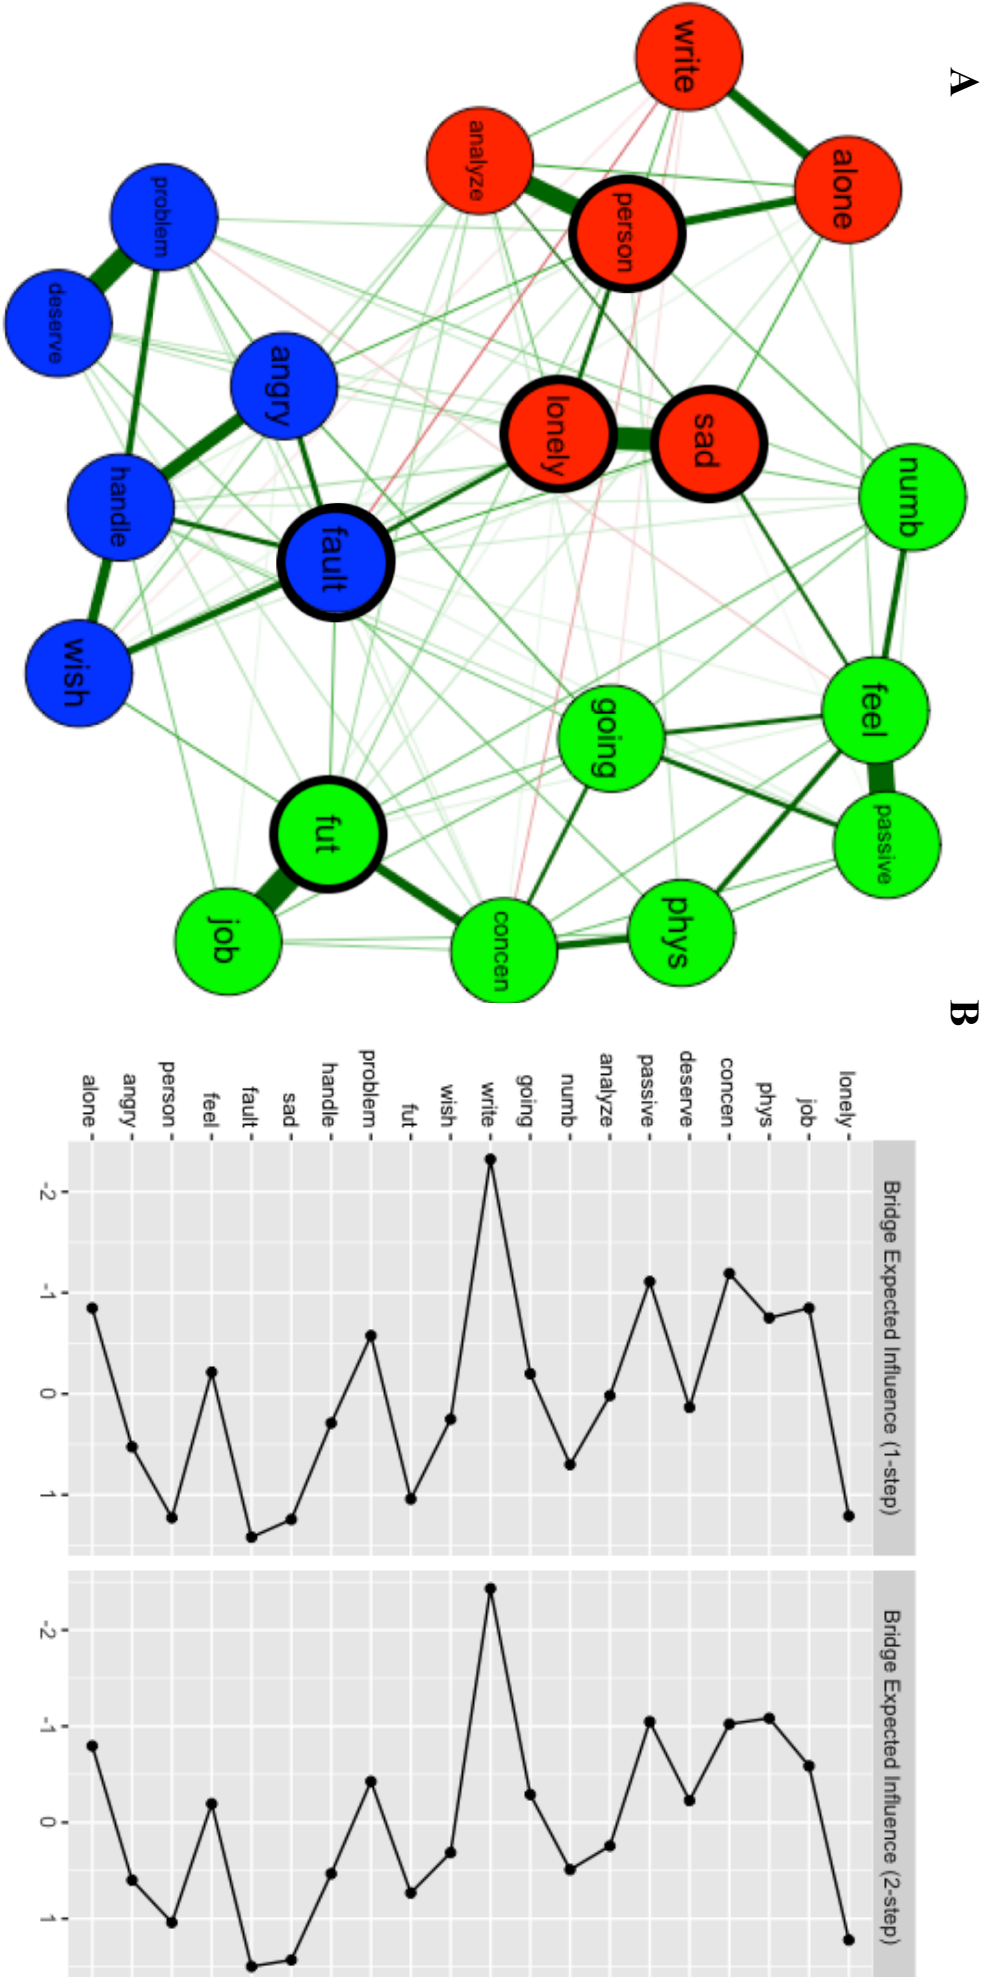 A
write
alone
analyze
person
problem
deserve
angry
lonely
sad
numb
handle
fault
wish
feel
going
passive
fut
phys
job
concen
B
Bridge Expected Influence (1-step)
Bridge Expected Influence (2-step)
lonely
job
phys
concen
deserve
passive
analyze
numb
going
write
wish
fut
problem
handle
sad
fault
feel
person
angry
alone
-2
-1
0
1
-2
-1
0
1